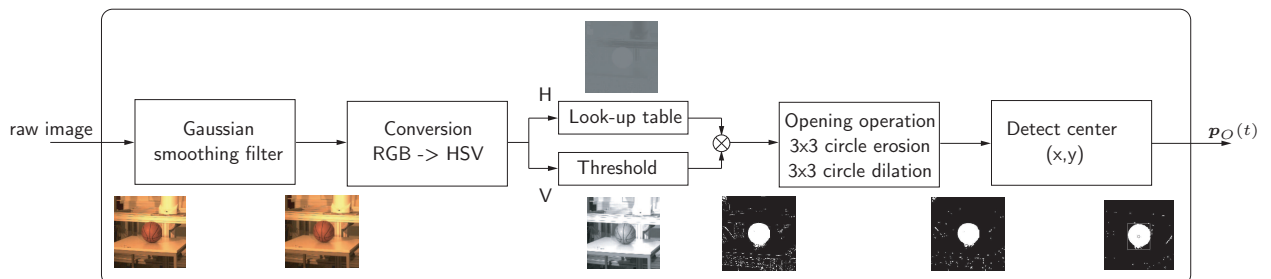 raw image
Gaussian
smoothing filter
Conversion
RGB -> HSV
H
Look-up table
Threshold
V
Opening operation
3x3 circle erosion
3x3 circle dilation
Detect center
(x,y)
p_O(t)